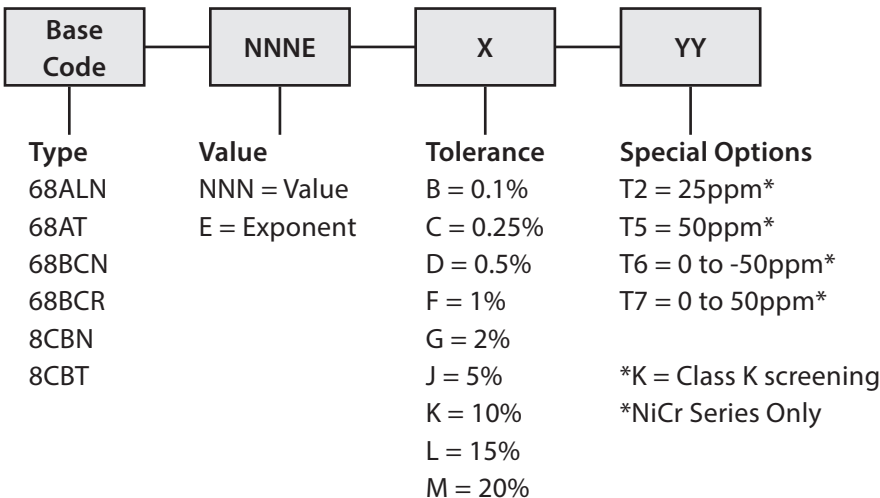 Base
Code
NNNE
X
YY
Type
68ALN
68AT
68BCN
68BCR
8CBN
8CBT
Value
NNN = Value
E = Exponent
Tolerance
B = 0.1%
C = 0.25%
D = 0.5%
F = 1%
G = 2%
J = 5%
K = 10%
L = 15%
M = 20%
Special Options
T2 = 25ppm*
T5 = 50ppm*
T6 = 0 to -50ppm*
T7 = 0 to 50ppm*
*K = Class K screening
*NiCr Series Only